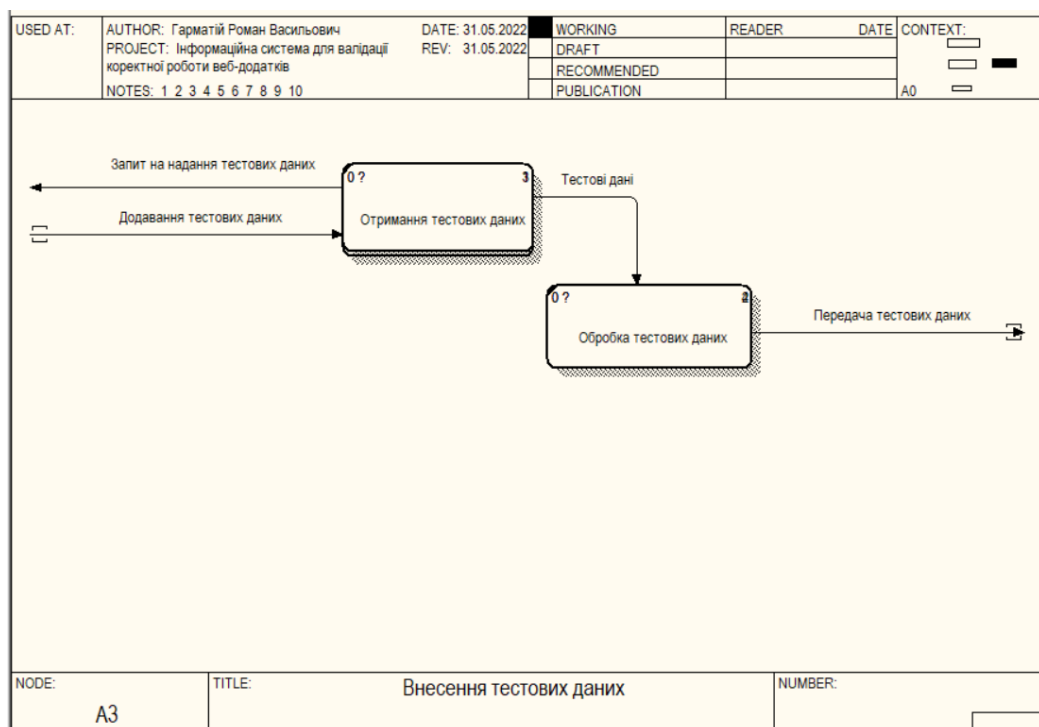 USED AT:
AUTHOR: Гарматій Роман Васильович
DATE: 31.05.2022
PROJECT: Інформаційна система для валідації
коректної роботи веб-додатків
REV: 31.05.2022
NOTES: 1 2 3 4 5 6 7 8 9 10
WORKING
DRAFT
RECOMMENDED
PUBLICATION
READER DATE
CONTEXT:
A0
Запит на надання тестових даних
Додавання тестових даних
0 ?
Отримання тестових даних
Тестові дані
0 ?
Обробка тестових даних
Передача тестових даних
NODE:
A3
TITLE:
Внесення тестових даних
NUMBER: